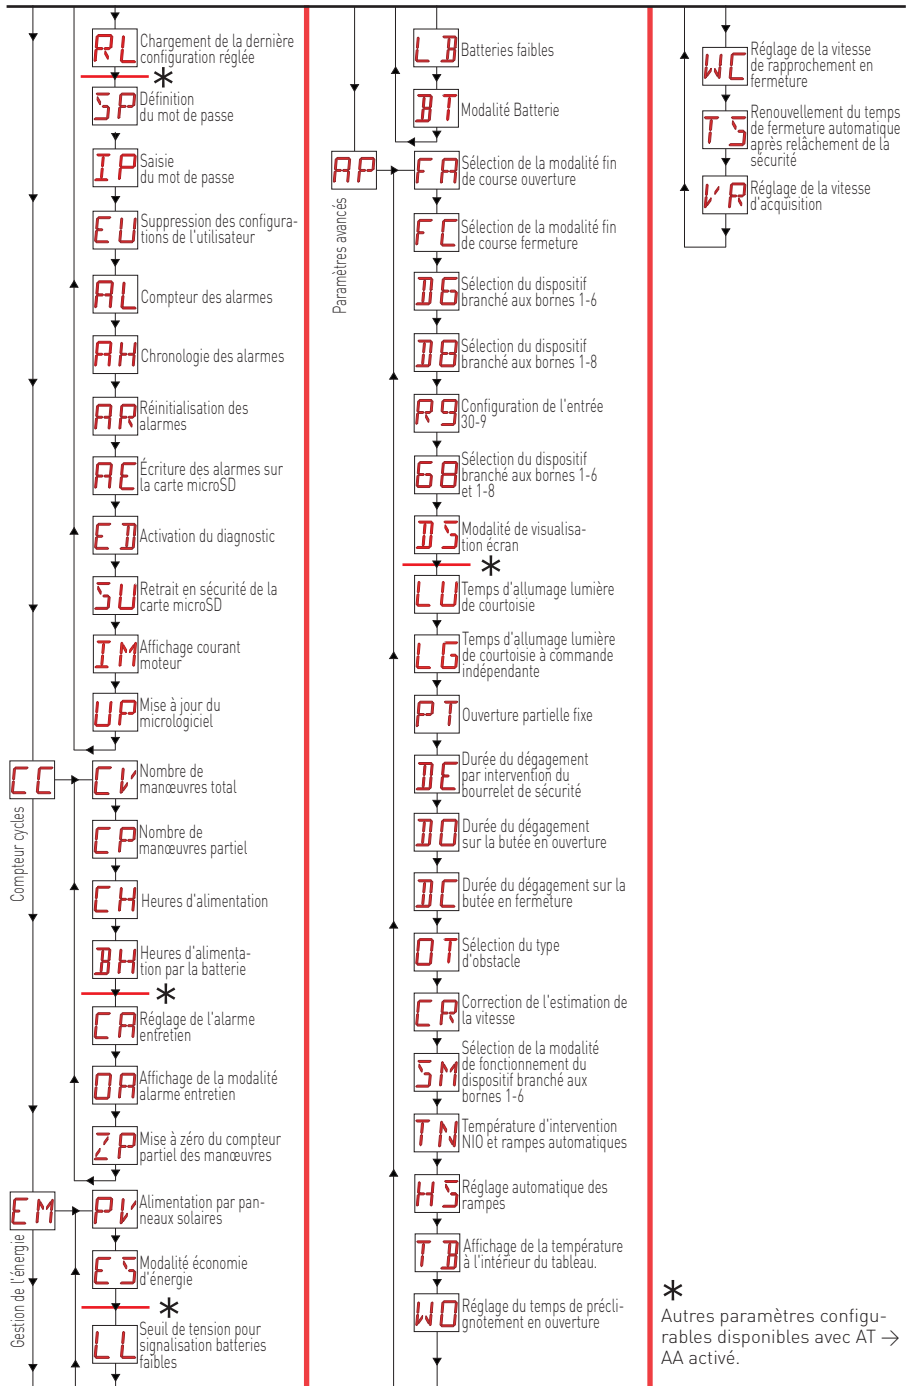 RL
Chargement de la dernière
configuration réglée
*
SP
Définition
du mot de passe
IP
Saisie
du mot de passe
EU
Suppression des configura-
tions de l'utilisateur
AL
Compteur des alarmes
AH
Chronologie des alarmes
AR
Réinitialisation des
alarmes
AE
Écriture des alarmes sur
la carte microSD
ED
Activation du diagnostic
SU
Retrait en sécurité de la
carte microSD
IM
Affichage courant
moteur
UP
Mise à jour du
micrologiciel
CC
Compteur cycles
CV
Nombre de
manœuvres total
CP
Nombre de
manœuvres partiel
CH
Heures d'alimentation
BH
Heures d'alimenta-
tion par la batterie
*
CA
Réglage de l'alarme
entretien
OA
Affichage de la modalité
alarme entretien
ZP
Mise à zéro du compteur
partiel des manœuvres
EM
Gestion de l'énergie
PV
Alimentation par pan-
neaux solaires
ES
Modalité économie
d'énergie
*
LL
Seuil de tension pour
signalisation batteries
faibles
LB
Batteries faibles
BT
Modalité Batterie
AP
Paramètres avancés
FA
Sélection de la modalité fin
de course ouverture
FC
Sélection de la modalité fin
de course fermeture
D6
Sélection du dispositif
branché aux bornes 1-6
D8
Sélection du dispositif
branché aux bornes 1-8
R9
Configuration de l'entrée
30-9
68
Sélection du dispositif
branché aux bornes 1-6
et 1-8
DS
Modalité de visualisa-
tion écran
*
LU
Temps d'allumage lumière
de courtoisie
LG
Temps d'allumage lumière
de courtoisie à commande
indépendante
PT
Ouverture partielle fixe
DE
Durée du dégagement
par intervention du
bourrelet de sécurité
DO
Durée du dégagement
sur la butée en ouverture
DC
Durée du dégagement sur la
butée en fermeture
OT
Sélection du type
d'obstacle
CR
Correction de l'estimation de
la vitesse
SM
Sélection de la modalité
de fonctionnement du
dispositif branché aux
bornes 1-6
TN
Température d'intervention
NIO et rampes automatiques
HS
Réglage automatique des
rampes
TB
Affichage de la température
à l'intérieur du tableau.
WO
Réglage du temps de précli-
gnotement en ouverture
WC
Réglage de la vitesse
de rapprochement en
fermeture
TS
Renouvellement du temps
de fermeture automatique
après relâchement de la
sécurité
VR
Réglage de la vitesse
d'acquisition
*
Autres paramètres configu-
rables disponibles avec AT →
AA activé.